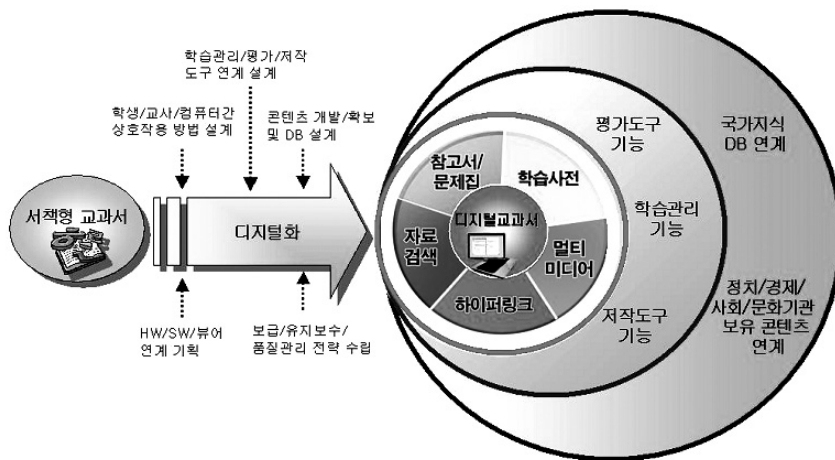 학습관리/평가/저작
도구 연계 설계
학생/교사/컴퓨터간
상호작용 방법 설계
콘텐츠 개발/확보
및 DB 설계
서책형 교과서
디지털화
HW/SW/뷰어
연계 기획
보급/유지보수/
품질관리 전략 수립
참고서/
문제집
학습사전
디지털교과서
자료
검색
멀티
미디어
하이퍼링크
평가도구
기능
학습관리
기능
저작도구
기능
국가지식
DB 연계
정치/경제/
사회/문화기관
보유 콘텐츠
연계